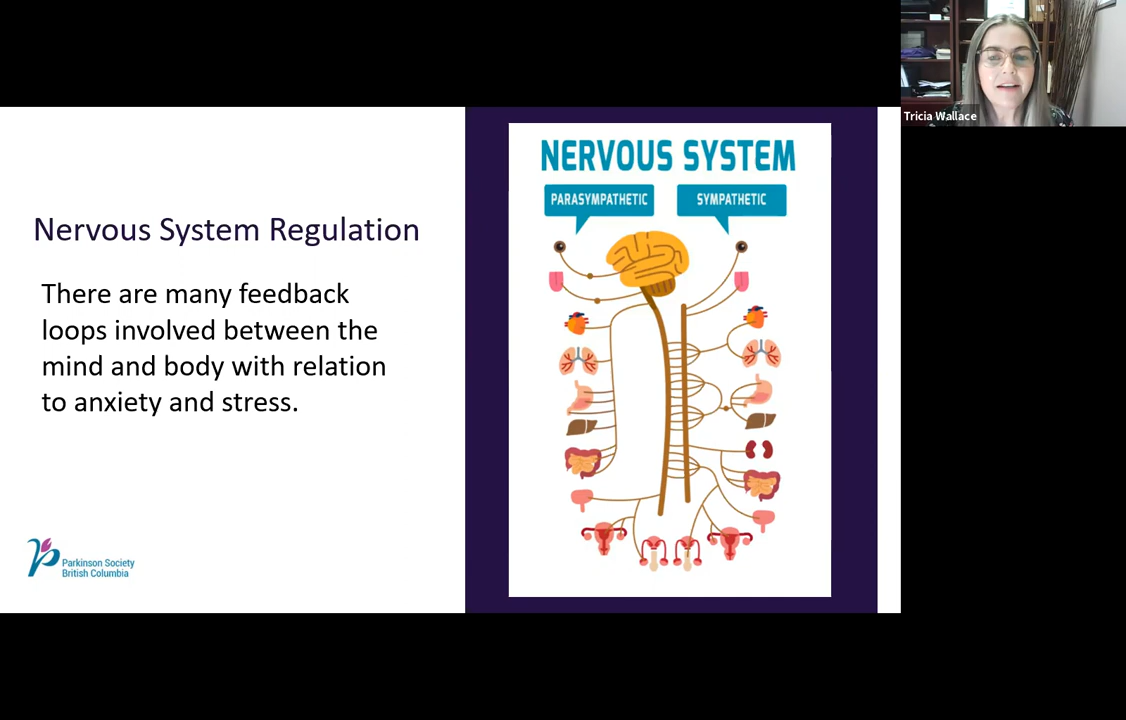 Tricia Wallace
Nervous System Regulation
There are many feedback
loops involved between the
mind and body with relation
to anxiety and stress.
Parkinson Society
British Columbia
NERVOUS SYSTEM
PARASYMPATHETIC
SYMPATHETIC